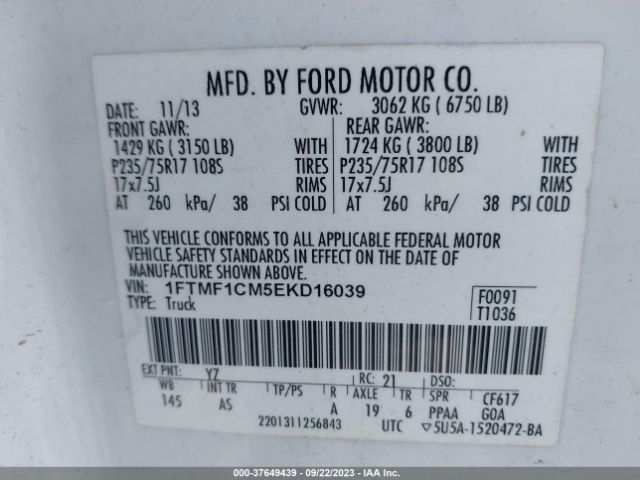 MFD. BY FORD MOTOR CO.
DATE: 11/13 GVWR: 3062 KG ( 6750 LB)
FRONT GAWR: REAR GAWR:
1429 KG ( 3150 LB) WITH 1724 KG ( 3800 LB) WITH
P235/75R17 108S TIRES P235/75R17 108S TIRES
17x7.5J RIMS 17x7.5J RIMS
AT 260 kPa/ 38 PSI COLD AT 260 kPa/ 38 PSI COLD
THIS VEHICLE CONFORMS TO ALL APPLICABLE FEDERAL MOTOR
VEHICLE SAFETY STANDARDS IN EFFECT ON THE DATE OF
MANUFACTURE SHOWN ABOVE.
VIN: 1FTMF1CM5EKD16039 F0091
TYPE: Truck T1036
EXT PNT: YZ RC: 21 DSO:
WB INT TR TP/PS R AXLE TR SPR CF617
145 AS A 19 6 PPAA GOA
2201311256843 UTC ▽5U5A-1520472-BA
000-37649439 - 09/22/2023 - IAA Inc.